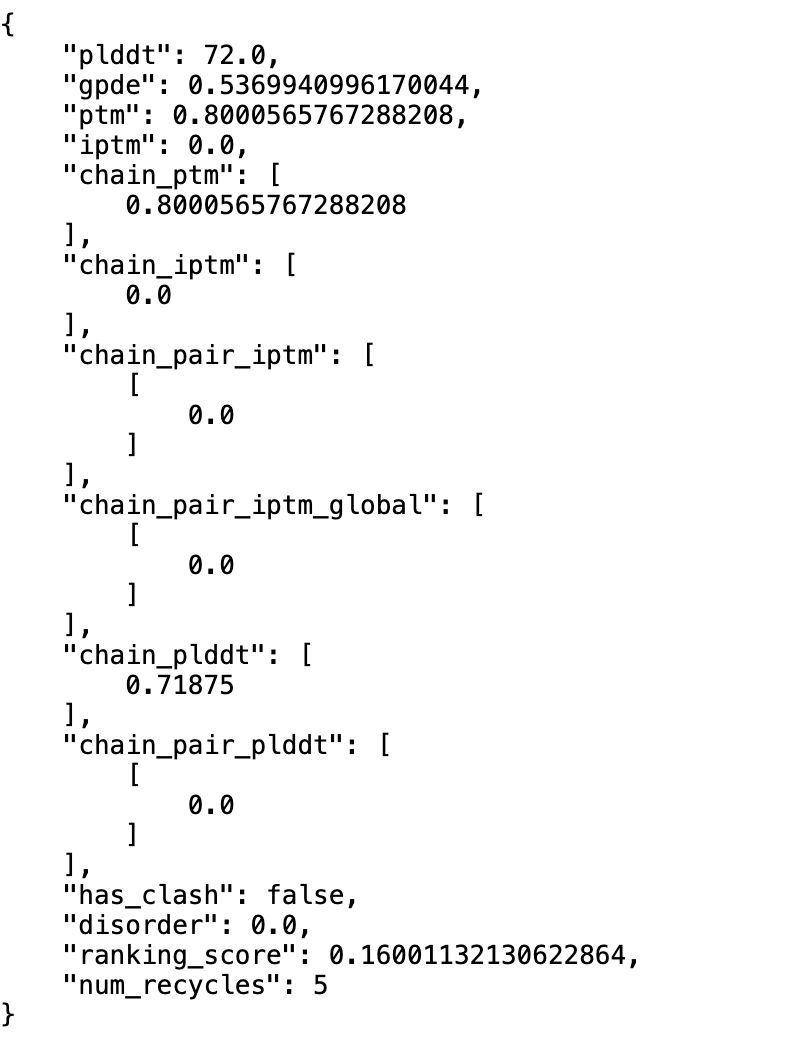 {
    "plddt": 72.0,
    "gpde": 0.5369940996170044,
    "ptm": 0.8000565767288208,
    "iptm": 0.0,
    "chain_ptm": [
        0.8000565767288208
    ],
    "chain_iptm": [
        0.0
    ],
    "chain_pair_iptm": [
        [
            0.0
        ]
    ],
    "chain_pair_iptm_global": [
        [
            0.0
        ]
    ],
    "chain_plddt": [
        0.71875
    ],
    "chain_pair_plddt": [
        [
            0.0
        ]
    ],
    "has_clash": false,
    "disorder": 0.0,
    "ranking_score": 0.16001132130622864,
    "num_recycles": 5
}